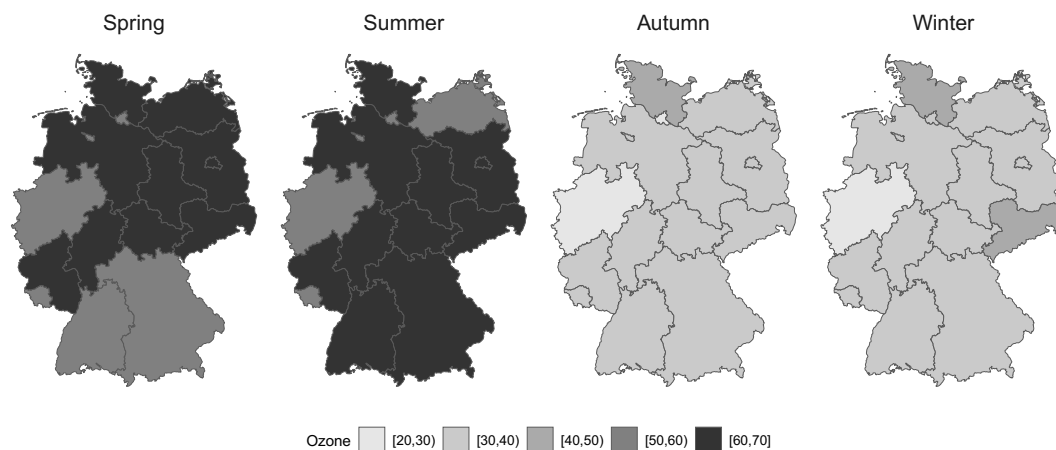 Spring Summer Autumn Winter
Ozone [20,30) [30,40) [40,50) [50,60) [60,70]